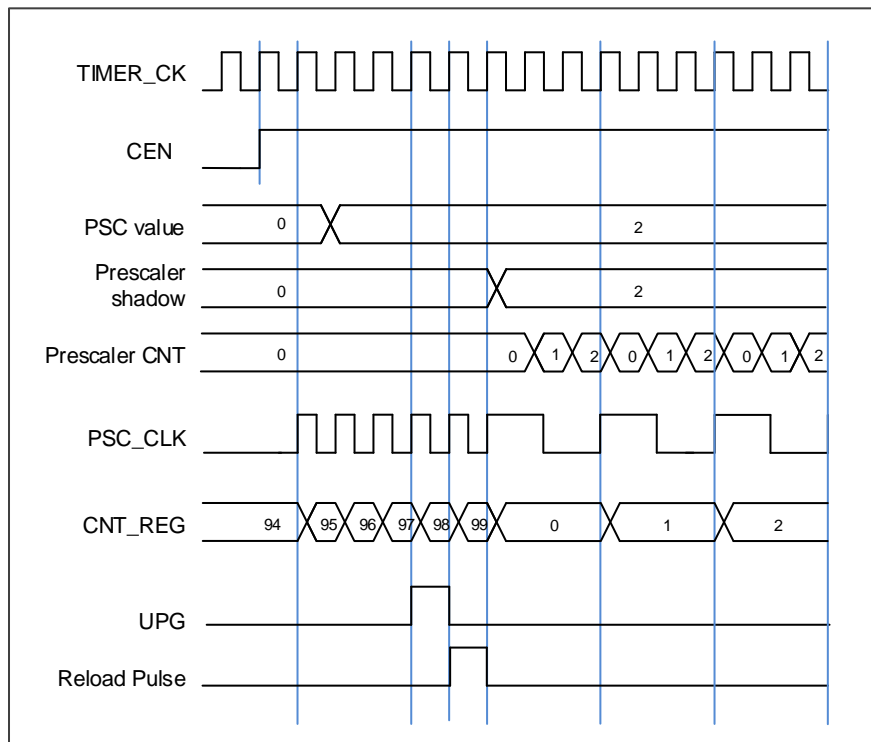 TIMER_CK
CEN
PSC value 0 2
Prescaler
shadow 0 2
Prescaler CNT 0 0 1 2 0 1 2 0 1 2
PSC_CLK
CNT_REG 94 95 96 97 98 99 0 1 2
UPG
Reload Pulse